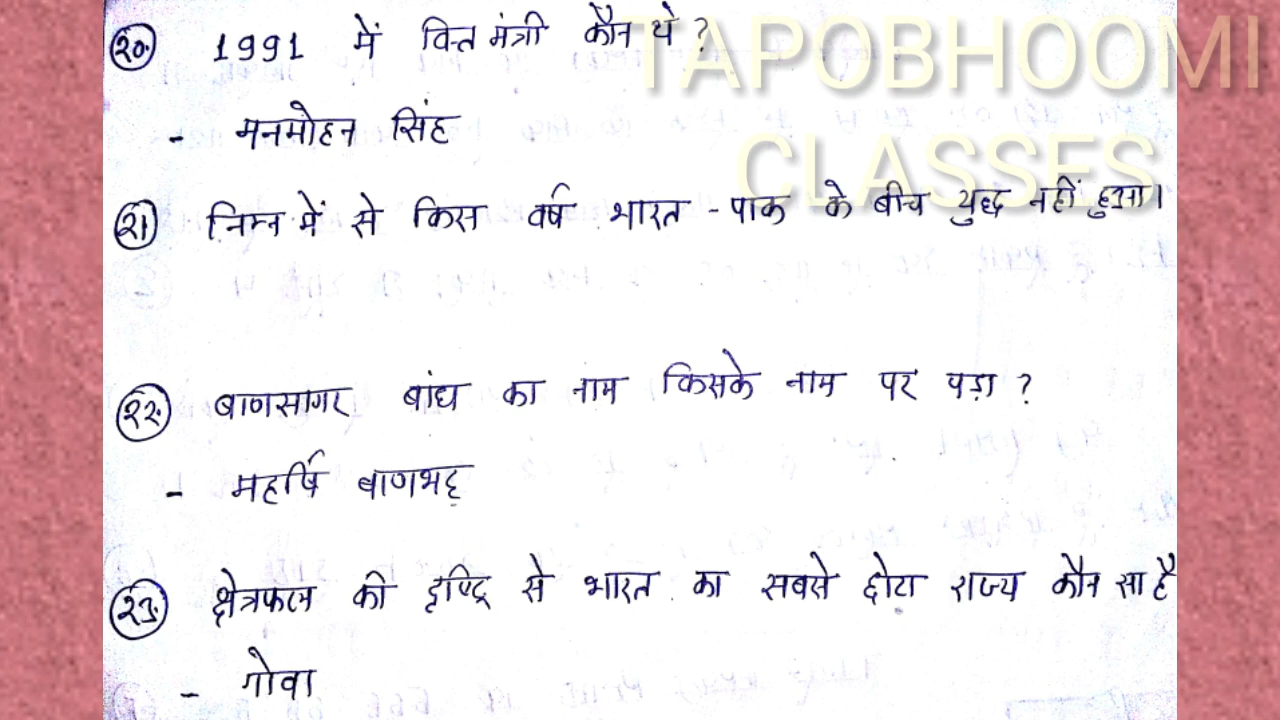 २०. 1991 में वित्त मंत्री कौन थे ?
TAPOBHOOMI
- मनमोहन सिंह
CLASSES
२१ निम्न में से किस वर्ष भारत - पाक के बीच युद्ध नहीं हुआ।
२२. बाणसागर बांध का नाम किसके नाम पर पड़ा ?
- महर्षि बाणभट्ट
२३. क्षेत्रफल की दृष्टि से भारत का सबसे छोटा राज्य कौन सा है
- गोवा